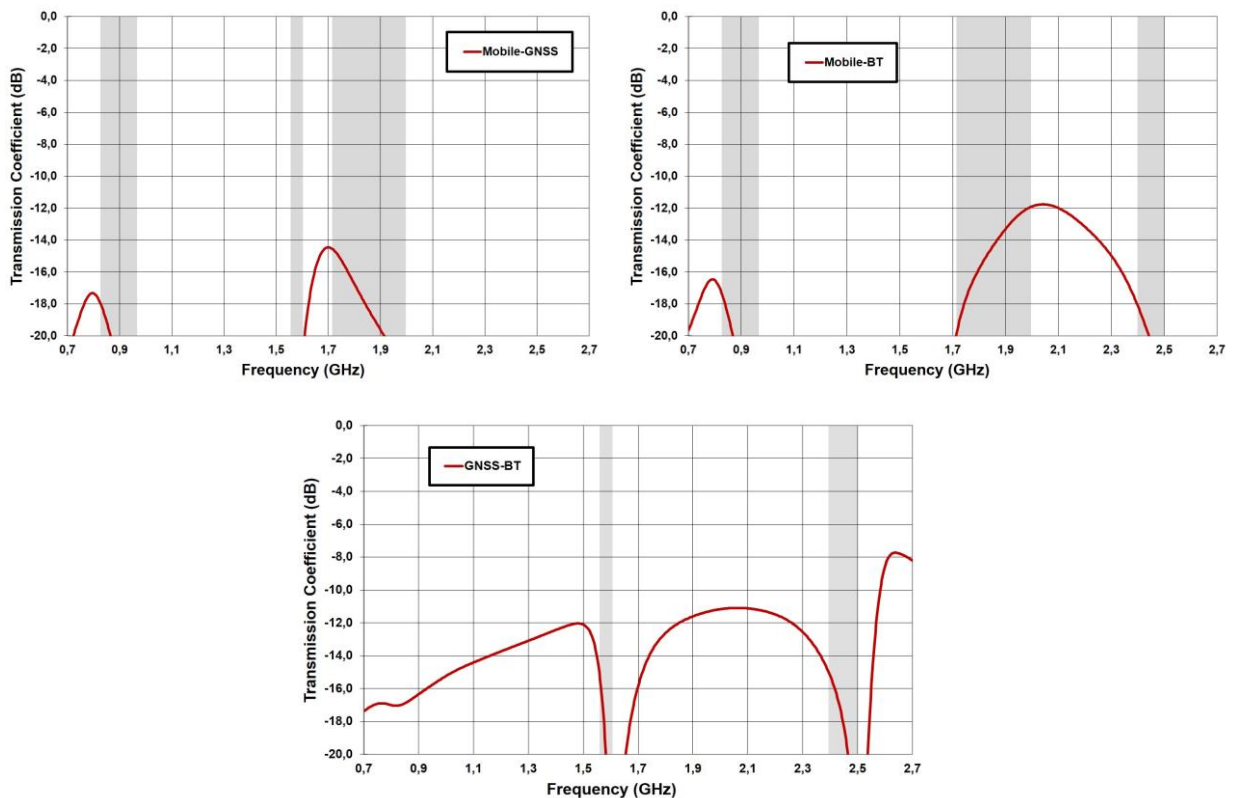 0,0
-2,0
-4,0
-6,0
-8,0
-10,0
-12,0
-14,0
-16,0
-18,0
-20,0
Transmission Coefficient (dB)
Mobile-GNSS
0,7 0,9 1,1 1,3 1,5 1,7 1,9 2,1 2,3 2,5 2,7
Frequency (GHz)
0,0
-2,0
-4,0
-6,0
-8,0
-10,0
-12,0
-14,0
-16,0
-18,0
-20,0
Transmission Coefficient (dB)
Mobile-BT
0,7 0,9 1,1 1,3 1,5 1,7 1,9 2,1 2,3 2,5 2,7
Frequency (GHz)
0,0
-2,0
-4,0
-6,0
-8,0
-10,0
-12,0
-14,0
-16,0
-18,0
-20,0
Transmission Coefficient (dB)
GNSS-BT
0,7 0,9 1,1 1,3 1,5 1,7 1,9 2,1 2,3 2,5 2,7
Frequency (GHz)